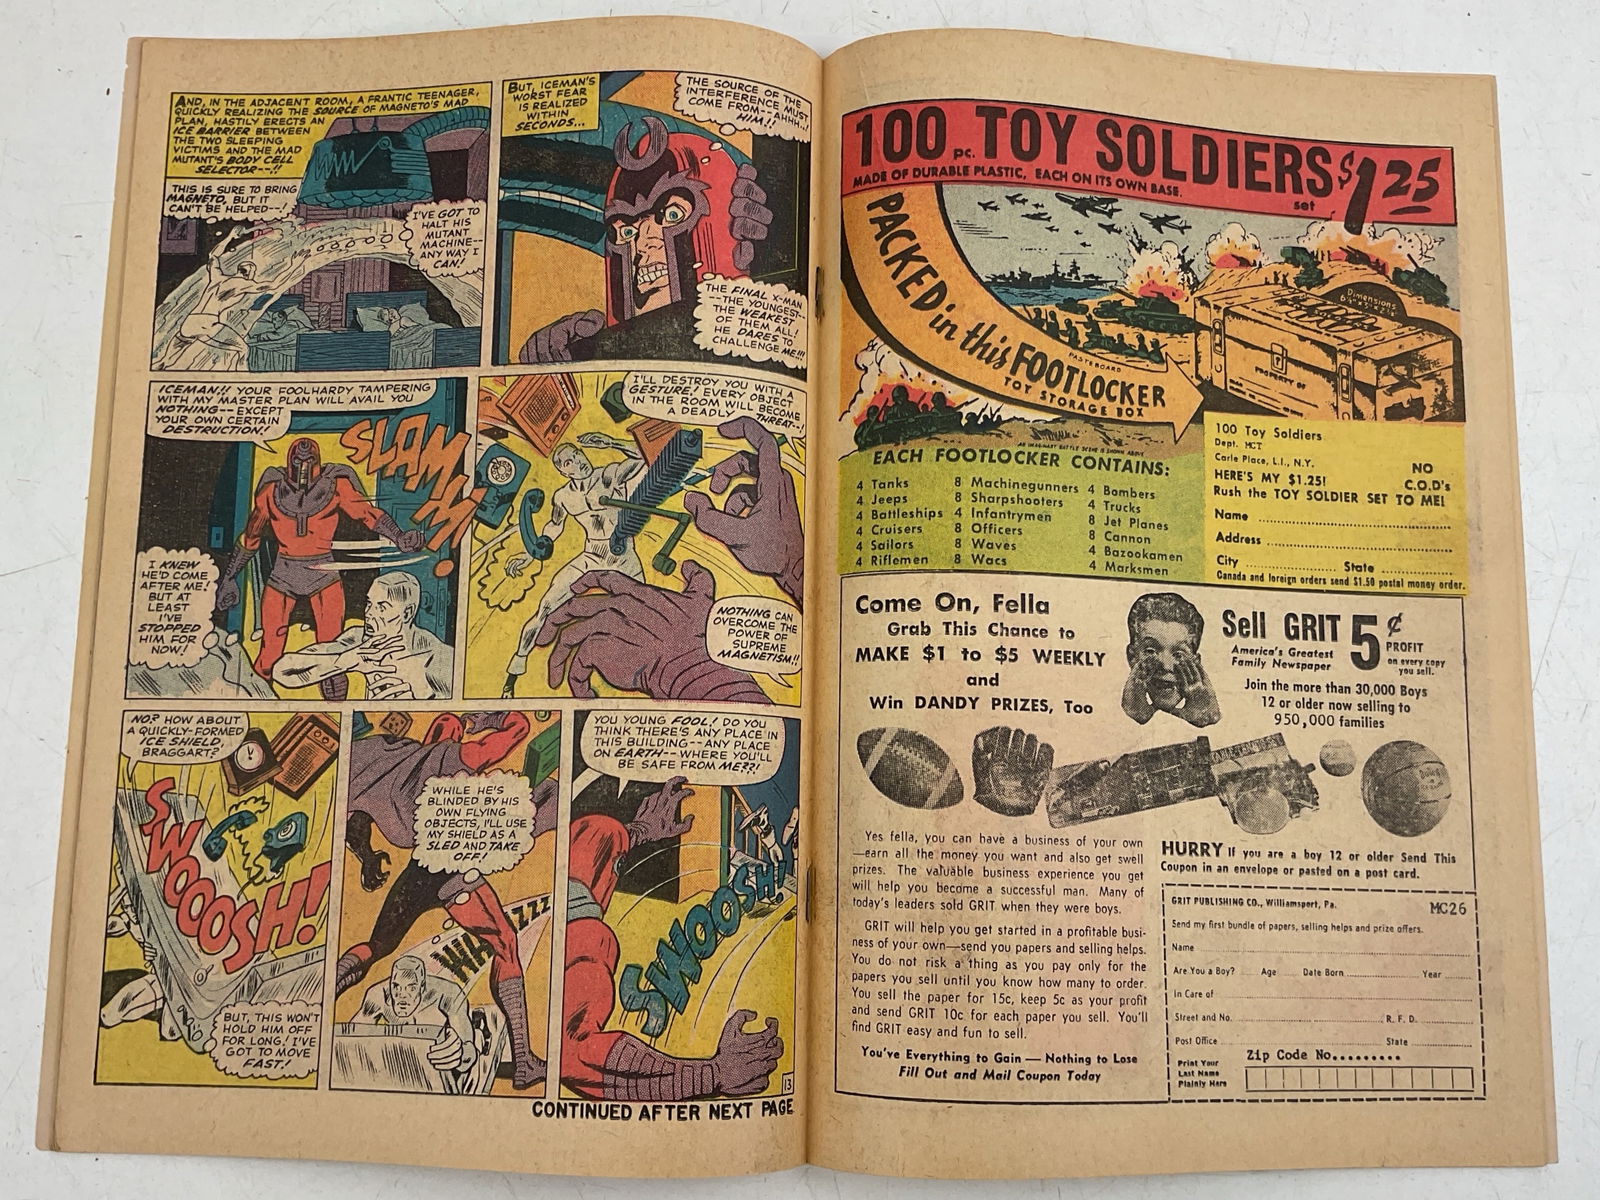 AND, IN THE ADJACENT ROOM, A FRANTIC TEENAGER,
QUICKLY REALIZING THE SOURCE OF MAGNETO'S MAD
PLAN, HASTILY ERECTS AN
ICE BARRIER BETWEEN
THE TWO SLEEPING
VICTIMS AND THE MAD
MUTANT'S BODY CELL
SELECTOR--!!
THIS IS SURE TO BRING
MAGNETO, BUT IT
CAN'T BE HELPED--!
I'VE GOT TO
HALT HIS
MUTANT
MACHINE--
ANY WAY I
CAN!
BUT, ICEMAN'S
WORST FEAR
IS REALIZED
WITHIN
SECONDS...
THE SOURCE OF THE
INTERFERENCE MUST
COME FROM--AHHH..!
HIM!!
THE FINAL X-MAN
--THE YOUNGEST--
THE WEAKEST
OF THEM ALL!
HE DARES TO
CHALLENGE ME!!!
ICEMAN!! YOUR FOOLHARDY TAMPERING
WITH MY MASTER PLAN WILL AVAIL YOU
NOTHING--EXCEPT
YOUR OWN CERTAIN
DESTRUCTION!
SLAMM!
I KNEW
HE'D COME
AFTER ME!
BUT AT
LEAST
I'VE
STOPPED
HIM FOR
NOW!
I'LL DESTROY YOU WITH A
GESTURE! EVERY OBJECT
IN THE ROOM WILL BECOME
A DEADLY THREAT--!
NOTHING CAN
OVERCOME THE
POWER OF
SUPREME
MAGNETISM!!
NO? HOW ABOUT
A QUICKLY-FORMED
ICE SHIELD,
BRAGGART?
SWOOOSH!
BUT, THIS WON'T
HOLD HIM OFF
FOR LONG! I'VE
GOT TO MOVE
FAST!
WHILE HE'S
BLINDED BY HIS
OWN FLYING
OBJECTS, I'LL USE
MY SHIELD AS A
SLED AND TAKE
OFF!
YOU YOUNG FOOL! DO YOU
THINK THERE'S ANY PLACE IN
THIS BUILDING--ANY PLACE
ON EARTH--WHERE YOU'LL
BE SAFE FROM ME??!
SWOOSH!
13
CONTINUED AFTER NEXT PAGE
100 pc. TOY SOLDIERS set $1.25
MADE OF DURABLE PLASTIC, EACH ON ITS OWN BASE.
PACKED in this FOOTLOCKER
PASTEBOARD
TOY STORAGE BOX
Dimensions
PROPERTY OF
AN IMAGINARY BATTLE SCENE IS SHOWN ABOVE
EACH FOOTLOCKER CONTAINS:
4 Tanks
4 Jeeps
4 Battleships
4 Cruisers
4 Sailors
4 Riflemen
8 Machinegunners
8 Sharpshooters
4 Infantrymen
8 Officers
8 Waves
8 Wacs
4 Bombers
4 Trucks
8 Jet Planes
8 Cannon
4 Bazookamen
4 Marksmen
100 Toy Soldiers
Dept. MCT
Carle Place, L.I., N.Y.
HERE'S MY $1.25!
NO
C.O.D's
Rush the TOY SOLDIER SET TO ME!
Name
Address
City State
Canada and foreign orders send $1.50 postal money order.
Come On, Fella
Grab This Chance to
MAKE $1 to $5 WEEKLY
and
Win DANDY PRIZES, Too
Sell GRIT 5¢
America's Greatest
Family Newspaper
PROFIT
on every copy
you sell.
Join the more than 30,000 Boys
12 or older now selling to
950,000 families
Yes fella, you can have a business of your own
—earn all the money you want and also get swell
prizes. The valuable business experience you get
will help you become a successful man. Many of
today's leaders sold GRIT when they were boys.
GRIT will help you get started in a profitable busi-
ness of your own—send you papers and selling helps.
You do not risk a thing as you pay only for the
papers you sell until you know how many to order.
You sell the paper for 15c, keep 5c as your profit
and send GRIT 10c for each paper you sell. You'll
find GRIT easy and fun to sell.
You've Everything to Gain — Nothing to Lose
Fill Out and Mail Coupon Today
HURRY If you are a boy 12 or older Send This
Coupon in an envelope or pasted on a post card.
GRIT PUBLISHING CO., Williamsport, Pa. MC26
Send my first bundle of papers, selling helps and prize offers.
Name
Are You a Boy? Age Date Born Year
In Care of
Street and No. R. F. D.
Post Office State
Zip Code No.
Print Your
Last Name
Plainly Here